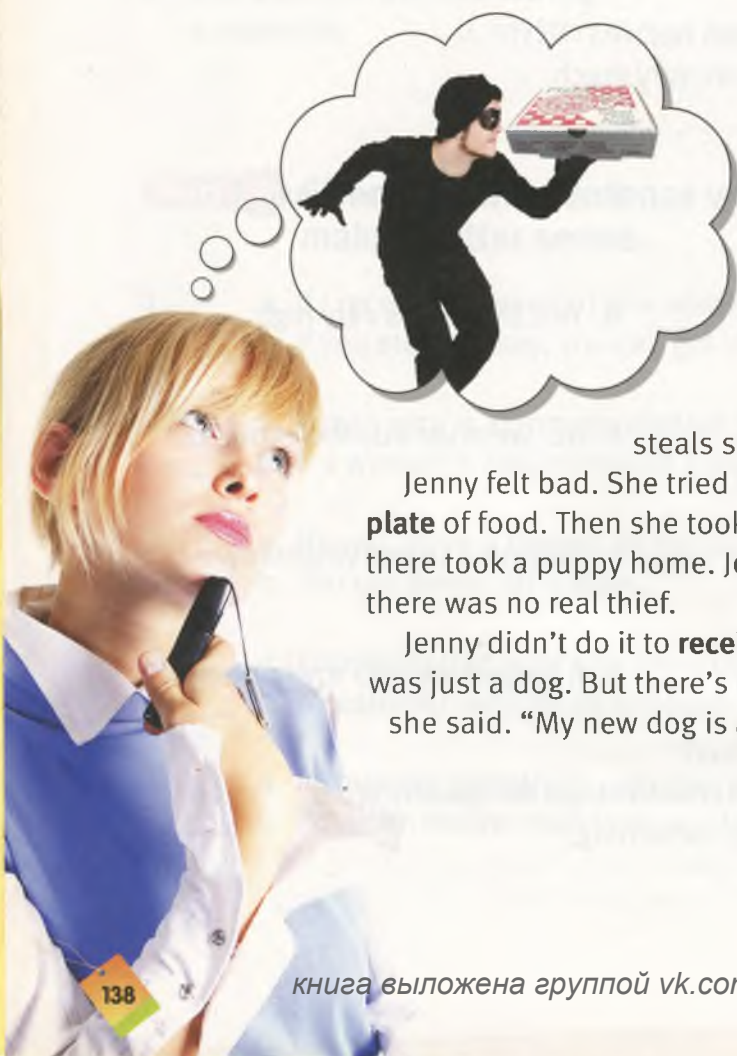 steals s
Jenny felt bad. She tried
plate of food. Then she took
there took a puppy home. Je
there was no real thief.
Jenny didn't do it to rece
was just a dog. But there's
she said. "My new dog is a
138
книга выложена группой vk.com